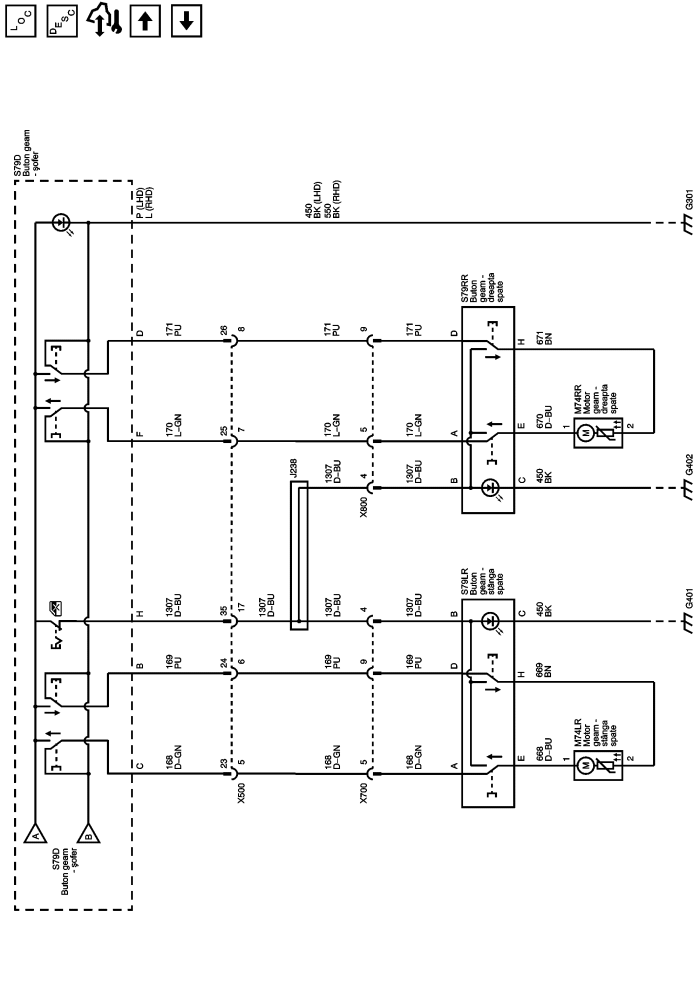 LOC
DESC
S79D
Buton geam
- şofer
A
B
S79D
Buton geam
- şofer
C
B
H
F
D
P (LHD)
L (RHD)
168
D-GN
169
PU
1307
D-BU
170
L-GN
171
PU
23
24
35
25
26
X500
5
6
17
7
8
1307
D-BU
J238
450
BK (LHD)
550
BK (RHD)
168
D-GN
169
PU
1307
D-BU
1307
D-BU
170
L-GN
171
PU
X700
5
9
4
X800
4
5
9
168
D-GN
169
PU
1307
D-BU
1307
D-BU
170
L-GN
171
PU
A
D
B
B
A
D
S79LR
Buton
geam -
stânga
spate
S79RR
Buton
geam -
dreapta
spate
E
H
C
C
E
H
668
D-BU
669
BN
450
BK
450
BK
670
D-BU
671
BN
1
1
M74LR
Motor
geam -
stânga
spate
M74RR
Motor
geam -
dreapta
spate
M
M
2
2
G401
G402
G301